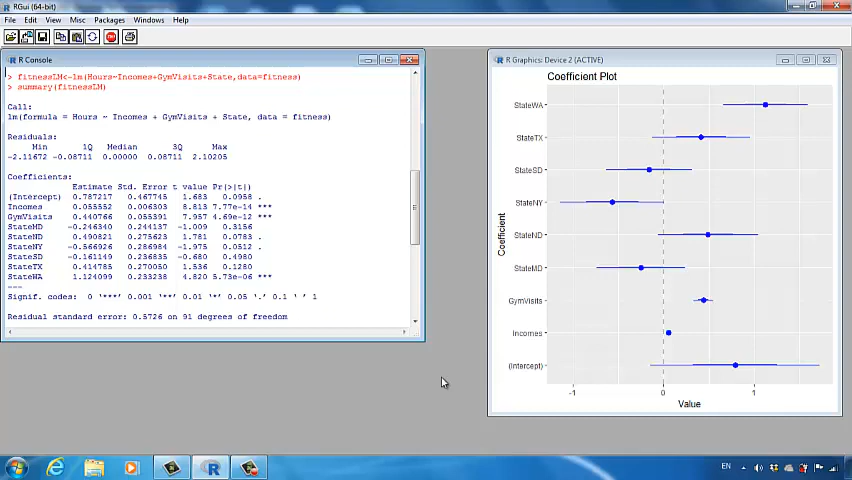 RGui (64-bit)
File Edit View Misc Packages Windows Help
R Console
> fitnessLM<-lm(Hours~Incomes+GymVisits+State,data=fitness)
> summary(fitnessLM)
Call:
lm(formula = Hours ~ Incomes + GymVisits + State, data = fitness)
Residuals:
Min 1Q Median 3Q Max
-2.11672 -0.08711 0.00000 0.08711 2.10205
Coefficients:
Estimate Std. Error t value Pr(>|t|)
(Intercept) 0.787217 0.467745 1.683 0.0958 .
Incomes 0.055552 0.006303 8.813 7.77e-14 ***
GymVisits 0.440766 0.055391 7.957 4.69e-12 ***
StateMD -0.246340 0.244137 -1.009 0.3156
StateND 0.490821 0.275623 1.781 0.0783 .
StateNY -0.566926 0.286984 -1.975 0.0512 .
StateSD -0.161149 0.236835 -0.680 0.4980
StateTX 0.414785 0.270050 1.536 0.1280
StateWA 1.124099 0.233238 4.820 5.73e-06 ***
---
Signif. codes: 0 '***' 0.001 '**' 0.01 '*' 0.05 '.' 0.1 ' ' 1
Residual standard error: 0.5726 on 91 degrees of freedom
R Graphics: Device 2 (ACTIVE)
Coefficient Plot
StateWA
StateTX
StateSD
StateNY
StateND
StateMD
GymVisits
Incomes
(Intercept)
Coefficient
-1 0 1
Value
EN